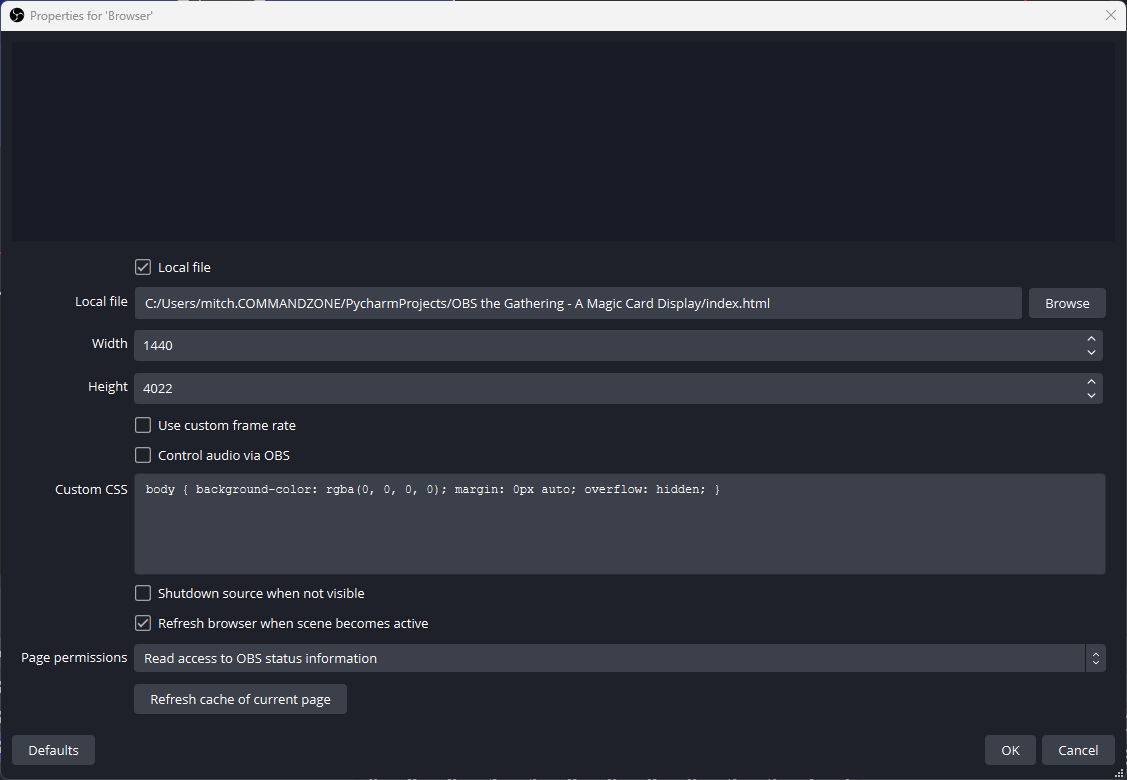 Properties for 'Browser'
Local file
Local file C:/Users/mitch.COMMANDZONE/PycharmProjects/OBS the Gathering - A Magic Card Display/index.html Browse
Width 1440
Height 4022
Use custom frame rate
Control audio via OBS
Custom CSS body { background-color: rgba(0, 0, 0, 0); margin: 0px auto; overflow: hidden; }
Shutdown source when not visible
Refresh browser when scene becomes active
Page permissions Read access to OBS status information
Refresh cache of current page
Defaults OK Cancel